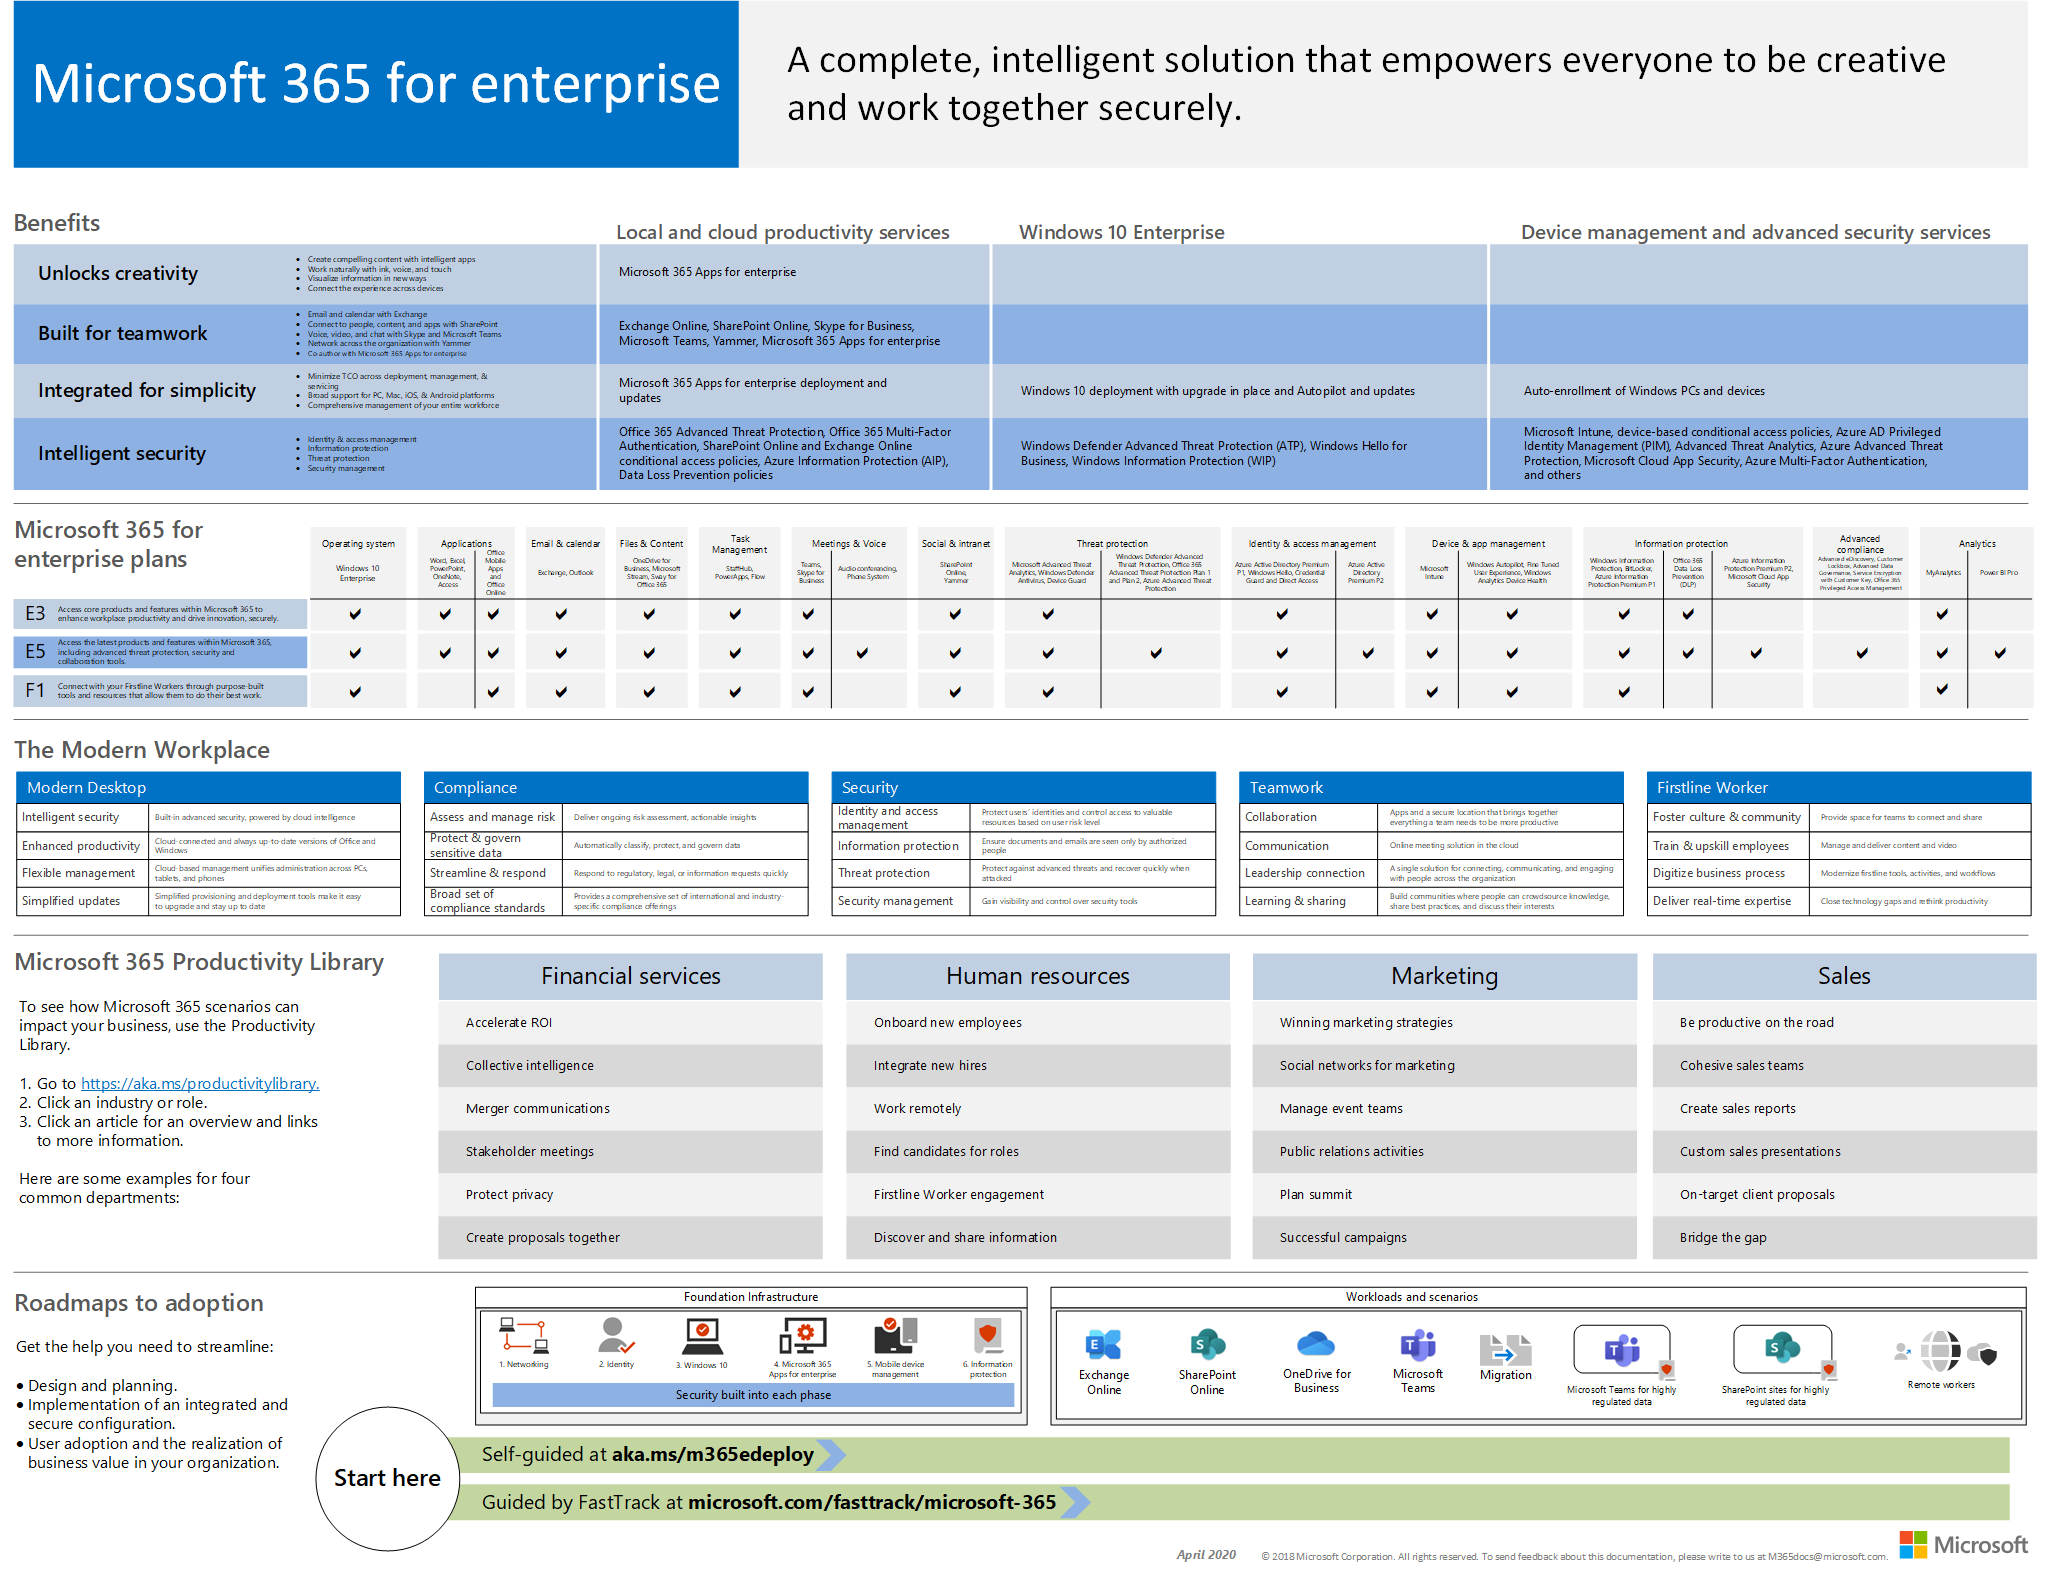 Microsoft 365 for enterprise
A complete, intelligent solution that empowers everyone to be creative
and work together securely.
Benefits
Local and cloud productivity services
Windows 10 Enterprise
Device management and advanced security services
Unlocks creativity
• Create compelling content with intelligent apps
• Work naturally with ink, voice, and touch
• Visualize information in new ways
• Connect the experience across devices
Microsoft 365 Apps for enterprise
Built for teamwork
• Email and calendar with Exchange
• Connect to people, content, and apps with SharePoint
• Voice, video, and chat with Skype and Microsoft Teams
• Network across the organization with Yammer
• Co author with Microsoft 365 Apps for enterprise
Exchange Online, SharePoint Online, Skype for Business,
Microsoft Teams, Yammer, Microsoft 365 Apps for enterprise
Integrated for simplicity
• Minimize TCO across deployment, management, &
servicing
• Broad support for PC, Mac, iOS, & Android platforms
• Comprehensive management of your entire workforce
Microsoft 365 Apps for enterprise deployment and
updates
Windows 10 deployment with upgrade in place and Autopilot and updates
Auto-enrollment of Windows PCs and devices
Intelligent security
• Identity & access management
• Information protection
• Threat protection
• Security management
Office 365 Advanced Threat Protection, Office 365 Multi-Factor
Authentication, SharePoint Online and Exchange Online
conditional access policies, Azure Information Protection (AIP),
Data Loss Prevention policies
Windows Defender Advanced Threat Protection (ATP), Windows Hello for
Business, Windows Information Protection (WIP)
Microsoft Intune, device-based conditional access policies, Azure AD Privileged
Identity Management (PIM), Advanced Threat Analytics, Azure Advanced Threat
Protection, Microsoft Cloud App Security, Azure Multi-Factor Authentication,
and others
Microsoft 365 for
enterprise plans
Operating system
Windows 10
Enterprise
Applications
Word, Excel,
PowerPoint,
OneNote,
Access
Office
Mobile
Apps
and
Office
Online
Email & calendar
Exchange, Outlook
Files & Content
OneDrive for
Business, Microsoft
Stream, Sway for
Office 365
Task
Management
StaffHub,
PowerApps, Flow
Meetings & Voice
Teams,
Skype for
Business
Audio conferencing,
Phone System
Social & intranet
SharePoint
Online,
Yammer
Threat protection
Microsoft Advanced Threat
Analytics, Windows Defender
Antivirus, Device Guard
Windows Defender Advanced
Threat Protection, Office 365
Advanced Threat Protection Plan 1
and Plan 2, Azure Advanced Threat
Protection
Identity & access management
Azure Active Directory Premium
P1, Windows Hello, Credential
Guard and Direct Access
Azure Active
Directory
Premium P2
Device & app management
Microsoft
Intune
Windows Autopilot, Fine Tuned
User Experience, Windows
Analytics Device Health
Information protection
Windows Information
Protection, BitLocker,
Azure Information
Protection Premium P1
Office 365
Data Loss
Prevention
(DLP)
Azure Information
Protection Premium P2,
Microsoft Cloud App
Security
Advanced
compliance
Advanced eDiscovery, Customer
Lockbox, Advanced Data
Governance, Service Encryption
with Customer Key, Office 365
Privileged Access Management
Analytics
MyAnalytics
Power BI Pro
E3
Access core products and features within Microsoft 365 to
enhance workplace productivity and drive innovation, securely.
✔ ✔ ✔ ✔ ✔ ✔ ✔ ✔ ✔ ✔ ✔ ✔ ✔ ✔ ✔
E5
Access the latest products and features within Microsoft 365,
including advanced threat protection, security and
collaboration tools.
✔ ✔ ✔ ✔ ✔ ✔ ✔ ✔ ✔ ✔ ✔ ✔ ✔ ✔ ✔ ✔ ✔ ✔ ✔ ✔ ✔
F1
Connect with your Firstline Workers through purpose-built
tools and resources that allow them to do their best work.
✔ ✔ ✔ ✔ ✔ ✔ ✔ ✔ ✔ ✔ ✔ ✔ ✔
The Modern Workplace
Modern Desktop
Intelligent security
Built-in advanced security, powered by cloud intelligence
Enhanced productivity
Cloud-connected and always up-to-date versions of Office and
Windows
Flexible management
Cloud-based management unifies administration across PCs,
tablets, and phones
Simplified updates
Simplified provisioning and deployment tools make it easy
to upgrade and stay up to date
Compliance
Assess and manage risk
Deliver ongoing risk assessment, actionable insights
Protect & govern
sensitive data
Automatically classify, protect, and govern data
Streamline & respond
Respond to regulatory, legal, or information requests quickly
Broad set of
compliance standards
Provides a comprehensive set of international and industry-
specific compliance offerings
Security
Identity and access
management
Protect users' identities and control access to valuable
resources based on user risk level
Information protection
Ensure documents and emails are seen only by authorized
people
Threat protection
Protect against advanced threats and recover quickly when
attacked
Security management
Gain visibility and control over security tools
Teamwork
Collaboration
Apps and a secure location that brings together
everything a team needs to be more productive
Communication
Online meeting solution in the cloud
Leadership connection
A single solution for connecting, communicating, and engaging
with people across the organization
Learning & sharing
Build communities where people can crowdsource knowledge,
share best practices, and discuss their interests
Firstline Worker
Foster culture & community
Provide space for teams to connect and share
Train & upskill employees
Manage and deliver content and video
Digitize business process
Modernize firstline tools, activities, and workflows
Deliver real-time expertise
Close technology gaps and rethink productivity
Microsoft 365 Productivity Library
To see how Microsoft 365 scenarios can
impact your business, use the Productivity
Library.
1. Go to https://aka.ms/productivitylibrary.
2. Click an industry or role.
3. Click an article for an overview and links
to more information.
Here are some examples for four
common departments:
Financial services
Accelerate ROI
Collective intelligence
Merger communications
Stakeholder meetings
Protect privacy
Create proposals together
Human resources
Onboard new employees
Integrate new hires
Work remotely
Find candidates for roles
Firstline Worker engagement
Discover and share information
Marketing
Winning marketing strategies
Social networks for marketing
Manage event teams
Public relations activities
Plan summit
Successful campaigns
Sales
Be productive on the road
Cohesive sales teams
Create sales reports
Custom sales presentations
On-target client proposals
Bridge the gap
Roadmaps to adoption
Get the help you need to streamline:
• Design and planning.
• Implementation of an integrated and
secure configuration.
• User adoption and the realization of
business value in your organization.
Foundation Infrastructure
1. Networking
2. Identity
3. Windows 10
4. Microsoft 365
Apps for enterprise
5. Mobile device
management
6. Information
protection
Security built into each phase
Workloads and scenarios
Exchange
Online
SharePoint
Online
OneDrive for
Business
Microsoft
Teams
Migration
Microsoft Teams for highly
regulated data
SharePoint sites for highly
regulated data
Remote workers
Start here
Self-guided at aka.ms/m365edeploy
Guided by FastTrack at microsoft.com/fasttrack/microsoft-365
April 2020
© 2018 Microsoft Corporation. All rights reserved. To send feedback about this documentation, please write to us at M365docs@microsoft.com.
Microsoft